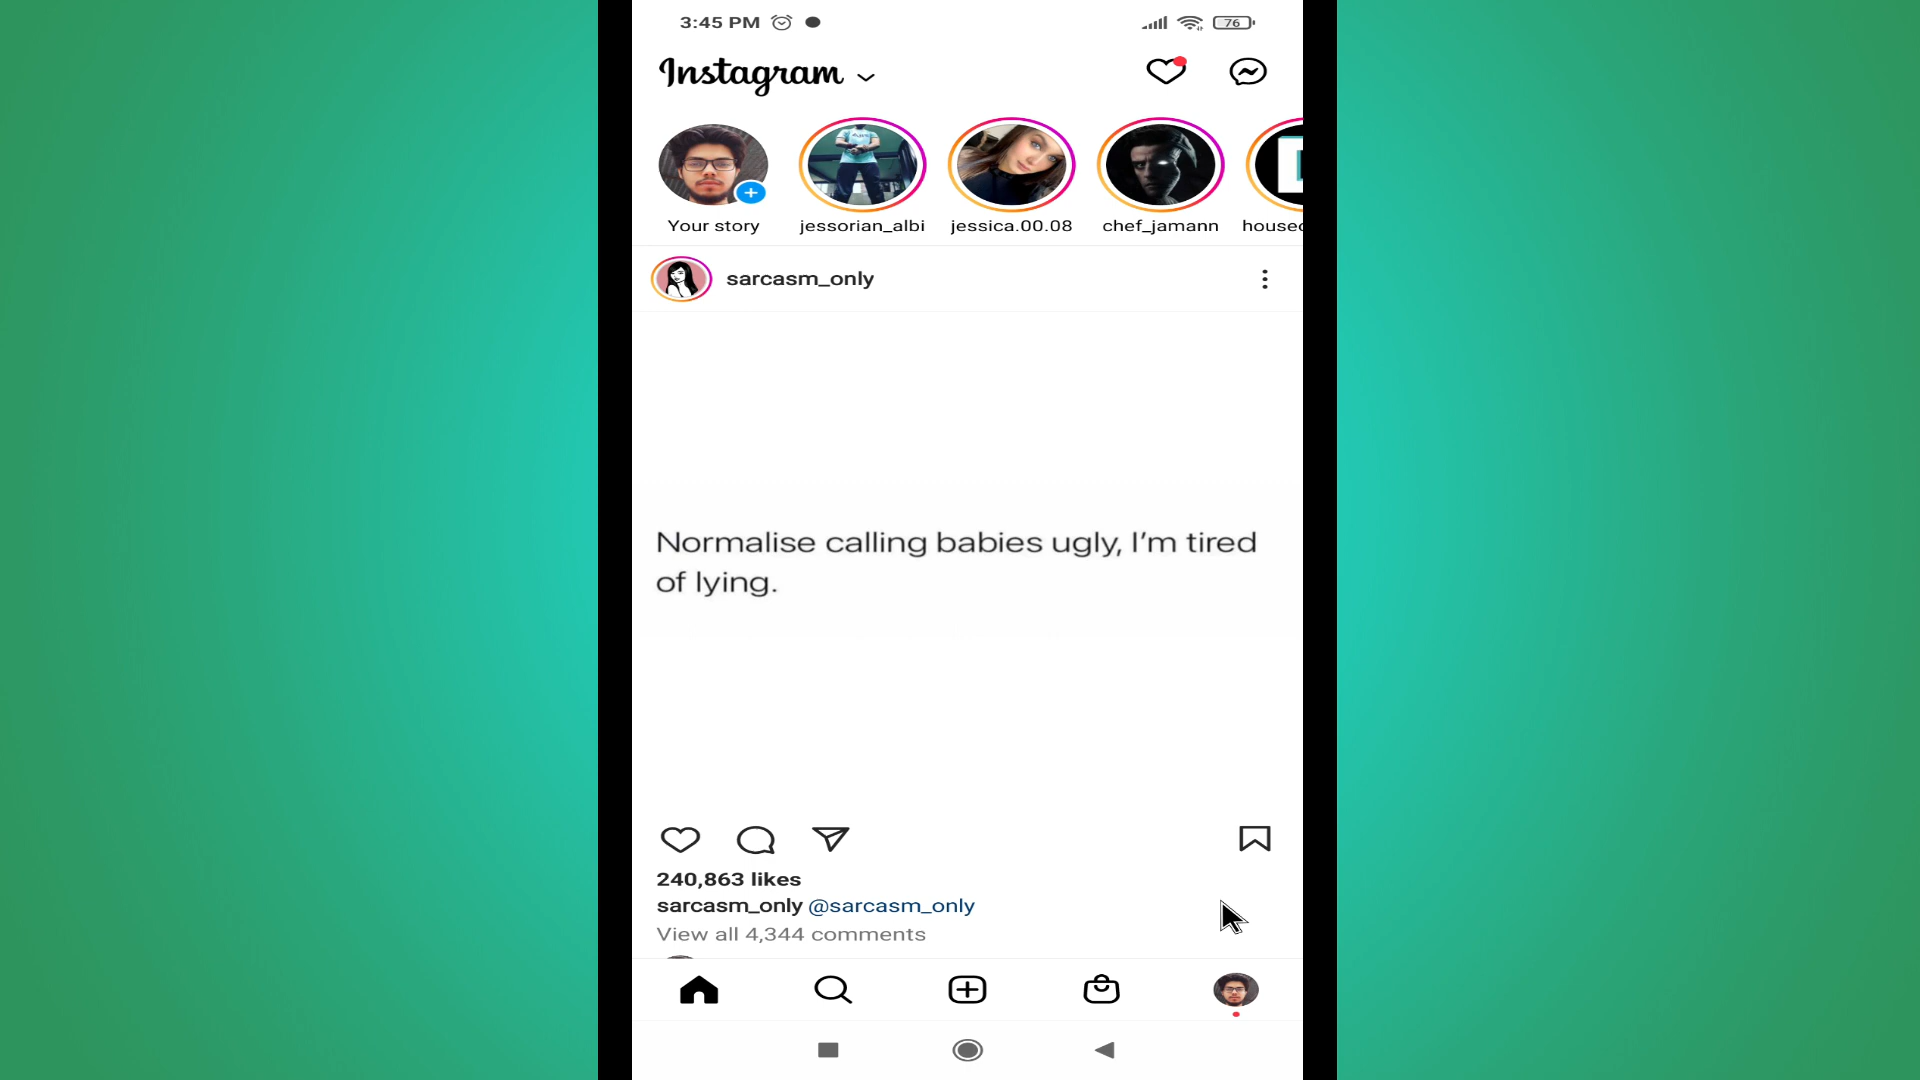 3:45 PM
76
Instagram
Your story
jessorian_albi
jessica.00.08
chef_jamann
sarcasm_only
Normalise calling babies ugly, I'm tired
of lying.
240,863 likes
sarcasm_only @sarcasm_only
View all 4,344 comments